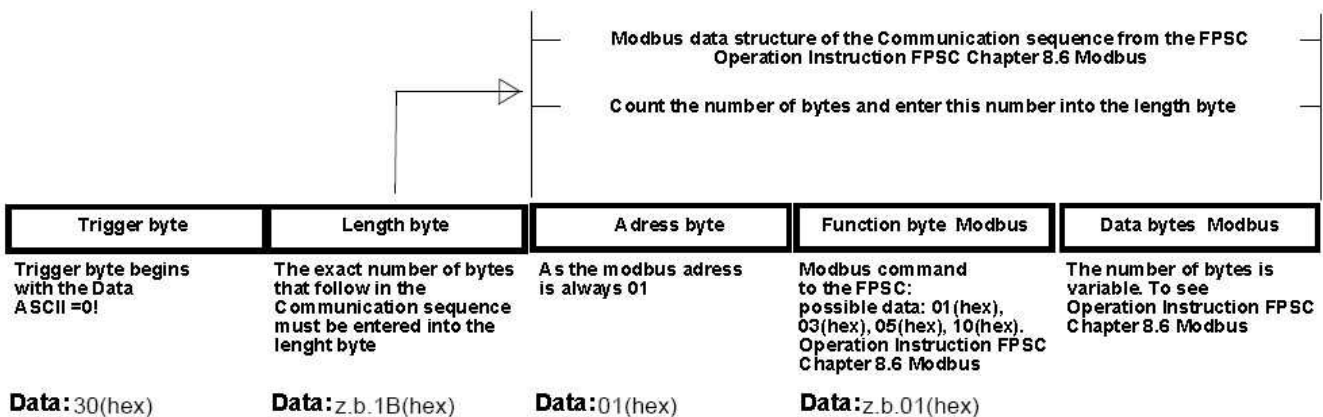 Modbus data structure of the Communication sequence from the FPSC
Operation Instruction FPSC Chapter 8.6 Modbus
Count the number of bytes and enter this number into the length byte
Trigger byte
Length byte
Adress byte
Function byte Modbus
Data bytes Modbus
Trigger byte begins
with the Data
ASCII =0!
The exact number of bytes
that follow in the
Communication sequence
must be entered into the
lenght byte
As the modbus adress
is always 01
Modbus command
to the FPSC:
possible data: 01(hex),
03(hex), 05(hex), 10(hex).
Operation Instruction FPSC
Chapter 8.6 Modbus
The number of bytes is
variable. To see
Operation Instruction FPSC
Chapter 8.6 Modbus
Data: 30(hex)
Data: z.b.1B(hex)
Data: 01(hex)
Data: z.b.01(hex)